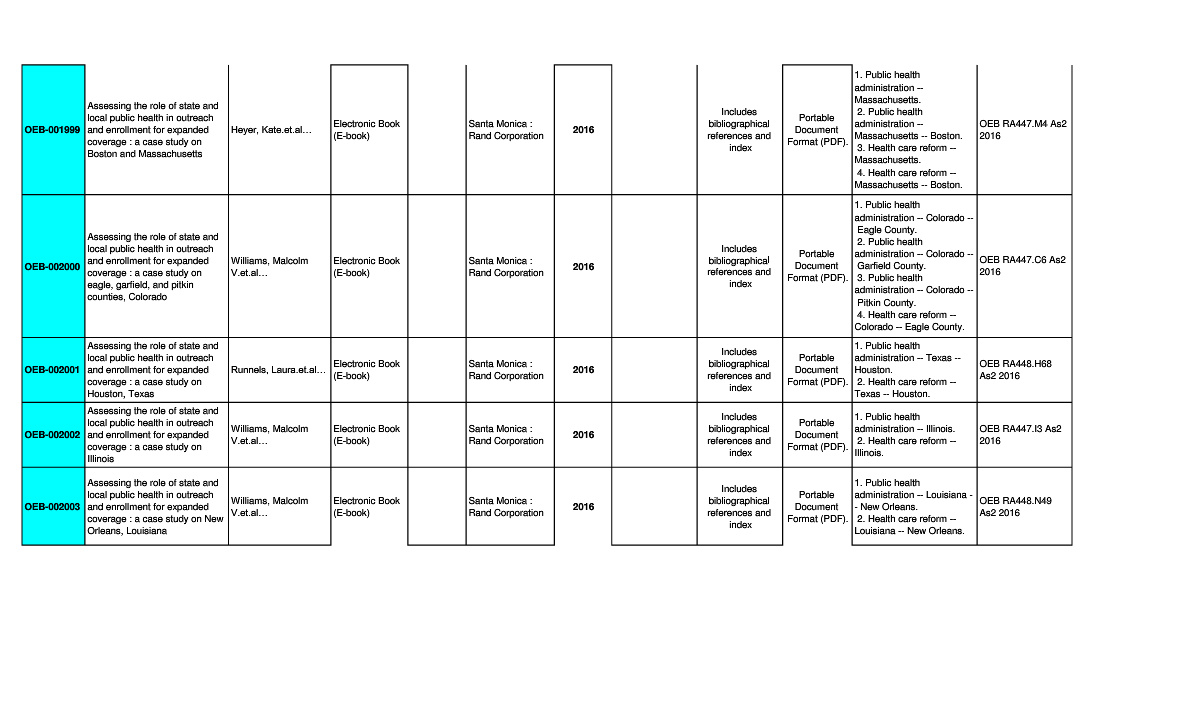 OEB-001999
Assessing the role of state and
local public health in outreach
and enrollment for expanded
coverage : a case study on
Boston and Massachusetts
Heyer, Kate.et.al...
Electronic Book
(E-book)
Santa Monica :
Rand Corporation
2016
Includes
bibliographical
references and
index
Portable
Document
Format (PDF).
1. Public health
administration --
Massachusetts.
2. Public health
administration --
Massachusetts -- Boston.
3. Health care reform --
Massachusetts.
4. Health care reform --
Massachusetts -- Boston.
OEB RA447.M4 As2
2016
OEB-002000
Assessing the role of state and
local public health in outreach
and enrollment for expanded
coverage : a case study on
eagle, garfield, and pitkin
counties, Colorado
Williams, Malcolm
V.et.al...
Electronic Book
(E-book)
Santa Monica :
Rand Corporation
2016
Includes
bibliographical
references and
index
Portable
Document
Format (PDF).
1. Public health
administration -- Colorado --
Eagle County.
2. Public health
administration -- Colorado --
Garfield County.
3. Public health
administration -- Colorado --
Pitkin County.
4. Health care reform --
Colorado -- Eagle County.
OEB RA447.C6 As2
2016
OEB-002001
Assessing the role of state and
local public health in outreach
and enrollment for expanded
coverage : a case study on
Houston, Texas
Runnels, Laura.et.al...
Electronic Book
(E-book)
Santa Monica :
Rand Corporation
2016
Includes
bibliographical
references and
index
Portable
Document
Format (PDF).
1. Public health
administration -- Texas --
Houston.
2. Health care reform --
Texas -- Houston.
OEB RA448.H68
As2 2016
OEB-002002
Assessing the role of state and
local public health in outreach
and enrollment for expanded
coverage : a case study on
Illinois
Williams, Malcolm
V.et.al...
Electronic Book
(E-book)
Santa Monica :
Rand Corporation
2016
Includes
bibliographical
references and
index
Portable
Document
Format (PDF).
1. Public health
administration -- Illinois.
2. Health care reform --
Illinois.
OEB RA447.I3 As2
2016
OEB-002003
Assessing the role of state and
local public health in outreach
and enrollment for expanded
coverage : a case study on New
Orleans, Louisiana
Williams, Malcolm
V.et.al...
Electronic Book
(E-book)
Santa Monica :
Rand Corporation
2016
Includes
bibliographical
references and
index
Portable
Document
Format (PDF).
1. Public health
administration -- Louisiana -
- New Orleans.
2. Health care reform --
Louisiana -- New Orleans.
OEB RA448.N49
As2 2016